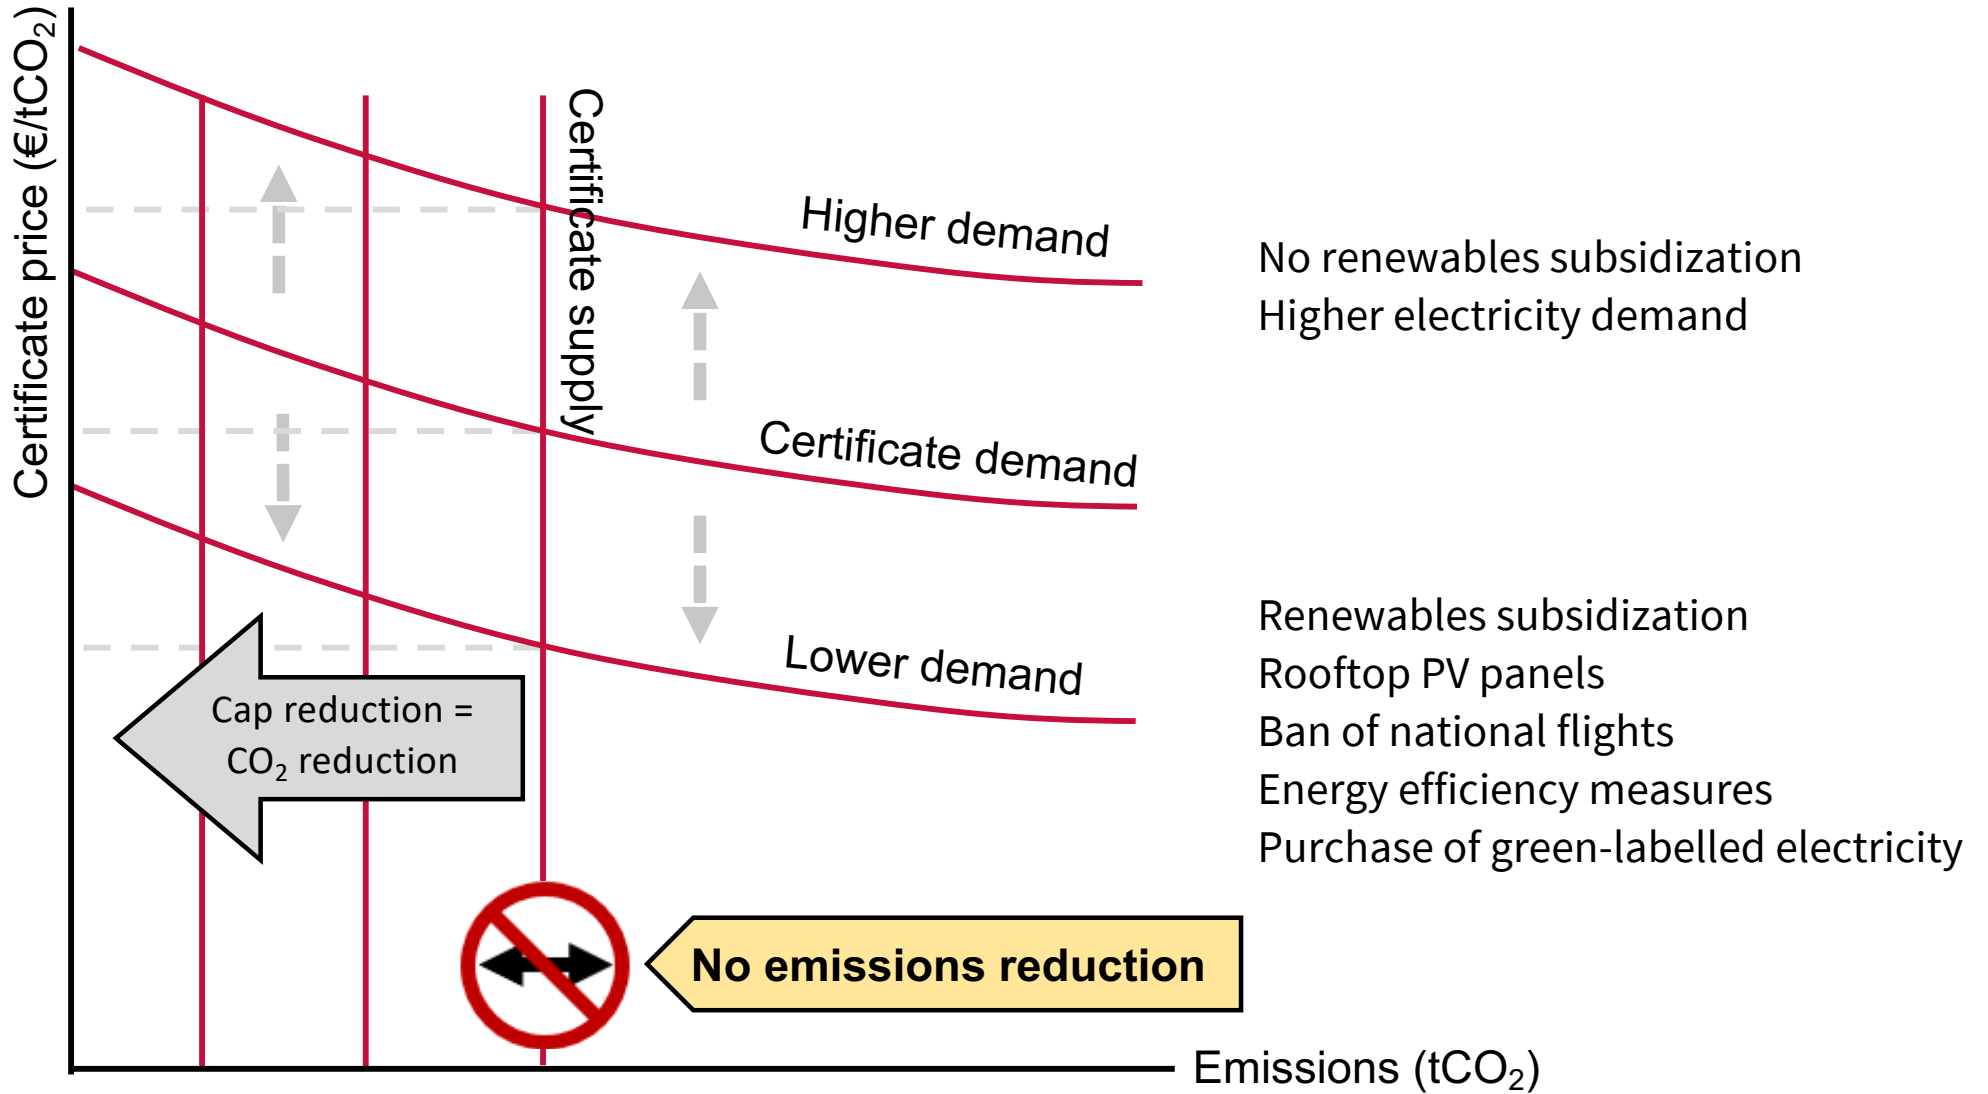 Certificate price (€/tCO₂)
Certificate supply
Higher demand
No renewables subsidization
Higher electricity demand
Certificate demand
Lower demand
Renewables subsidization
Rooftop PV panels
Ban of national flights
Energy efficiency measures
Purchase of green-labelled electricity
Cap reduction =
CO₂ reduction
No emissions reduction
Emissions (tCO₂)